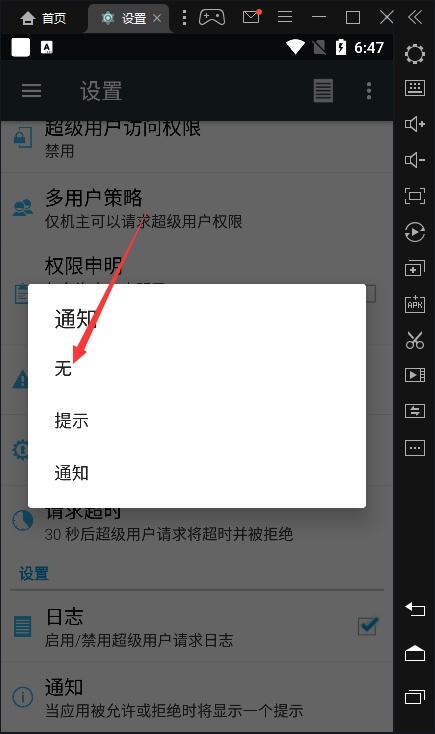 首页
设置
6:47
设置
超级用户访问权限
禁用
多用户策略
仅机主可以请求超级用户权限
权限申明
通知
无
提示
通知
请求超时
30 秒后超级用户请求将超时并被拒绝
设置
日志
启用/禁用超级用户请求日志
通知
当应用被允许或拒绝时将显示一个提示
APK